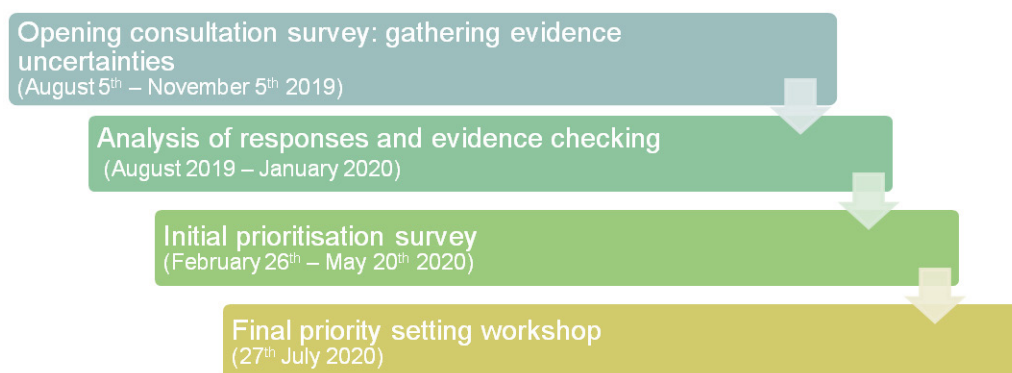 Opening consultation survey: gathering evidence
uncertainties
(August 5th – November 5th 2019)
Analysis of responses and evidence checking
(August 2019 – January 2020)
Initial prioritisation survey
(February 26th – May 20th 2020)
Final priority setting workshop
(27th July 2020)